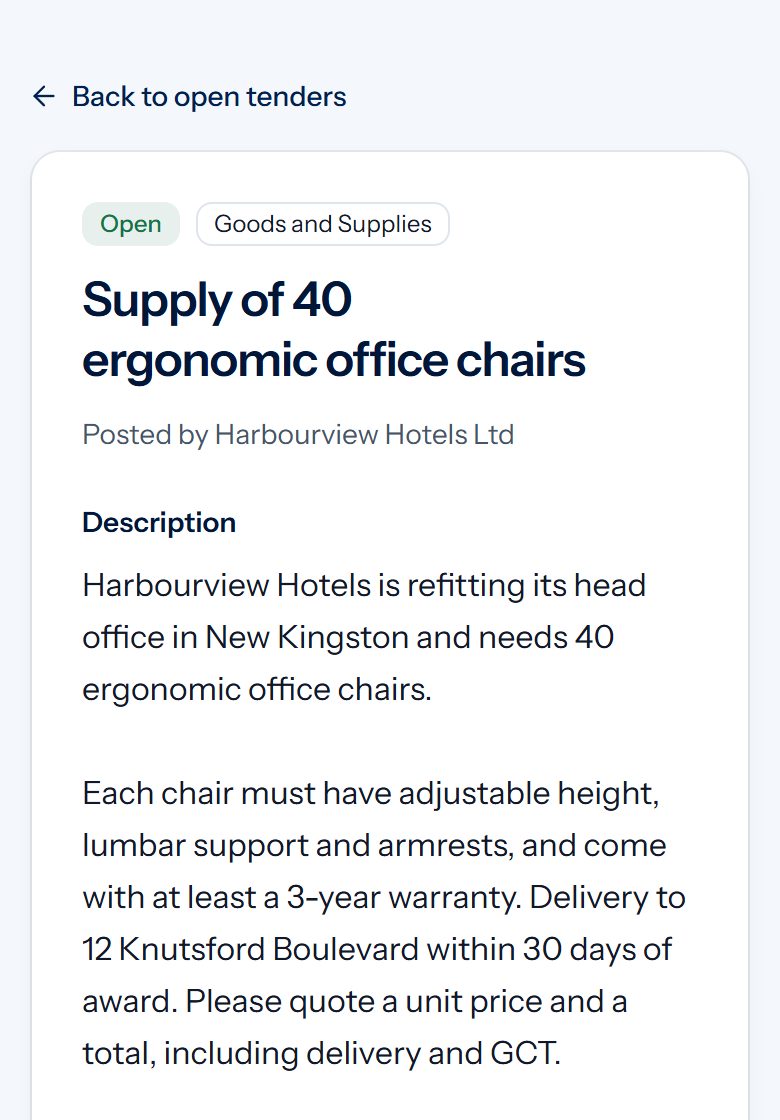 Back to open tenders
Open
Goods and Supplies
Supply of 40
ergonomic office chairs
Posted by Harbourview Hotels Ltd
Description
Harbourview Hotels is refitting its head
office in New Kingston and needs 40
ergonomic office chairs.
Each chair must have adjustable height,
lumbar support and armrests, and come
with at least a 3-year warranty. Delivery to
12 Knutsford Boulevard within 30 days of
award. Please quote a unit price and a
total, including delivery and GCT.